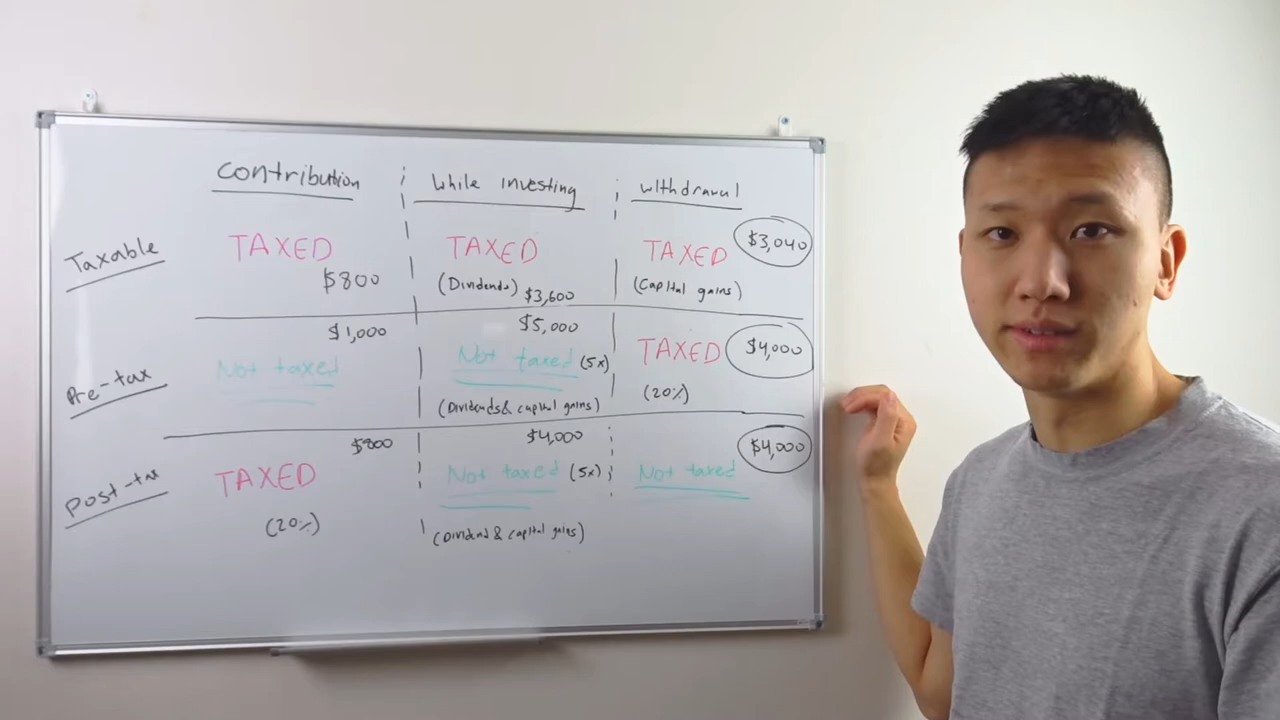 Contribution
While investing
Withdrawal
Taxable
TAXED
$800
TAXED
(Dividends)
$3,600
TAXED
$3,040
(Capital gains)
Pre-tax
$1,000
Not taxed
$5,000
Not taxed (5x)
(Dividends & capital gains)
TAXED
$4,000
(20%)
Post-tax
$800
TAXED
(20%)
$4,000
Not taxed (5x)
(Dividend & capital gains)
$4,000
Not taxed